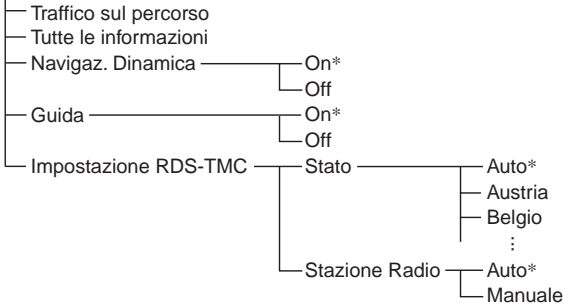 Traffico sul percorso
Tutte le informazioni
Navigaz. Dinamica On*
Off
Guida On*
Off
Impostazione RDS-TMC Stato Auto*
Austria
Belgio
⋮
Stazione Radio Auto*
Manuale